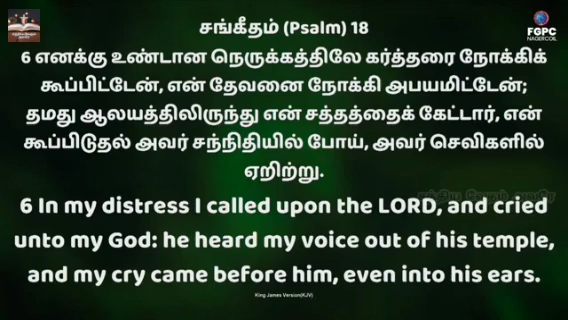 சங்கீதம் (Psalm) 18
FGPC
NAGERCOIL
6 எனக்கு உண்டான நெருக்கத்திலே கர்த்தரை நோக்கிக்
கூப்பிட்டேன், என் தேவனை நோக்கி அபயமிட்டேன்;
தமது ஆலயத்திலிருந்து என் சத்தத்தைக் கேட்டார், என்
கூப்பிடுதல் அவர் சந்நிதியில் போய், அவர் செவிகளில்
ஏறிற்று.
6 In my distress I called upon the LORD, and cried
unto my God: he heard my voice out of his temple,
and my cry came before him, even into his ears.
King James Version(KJV)